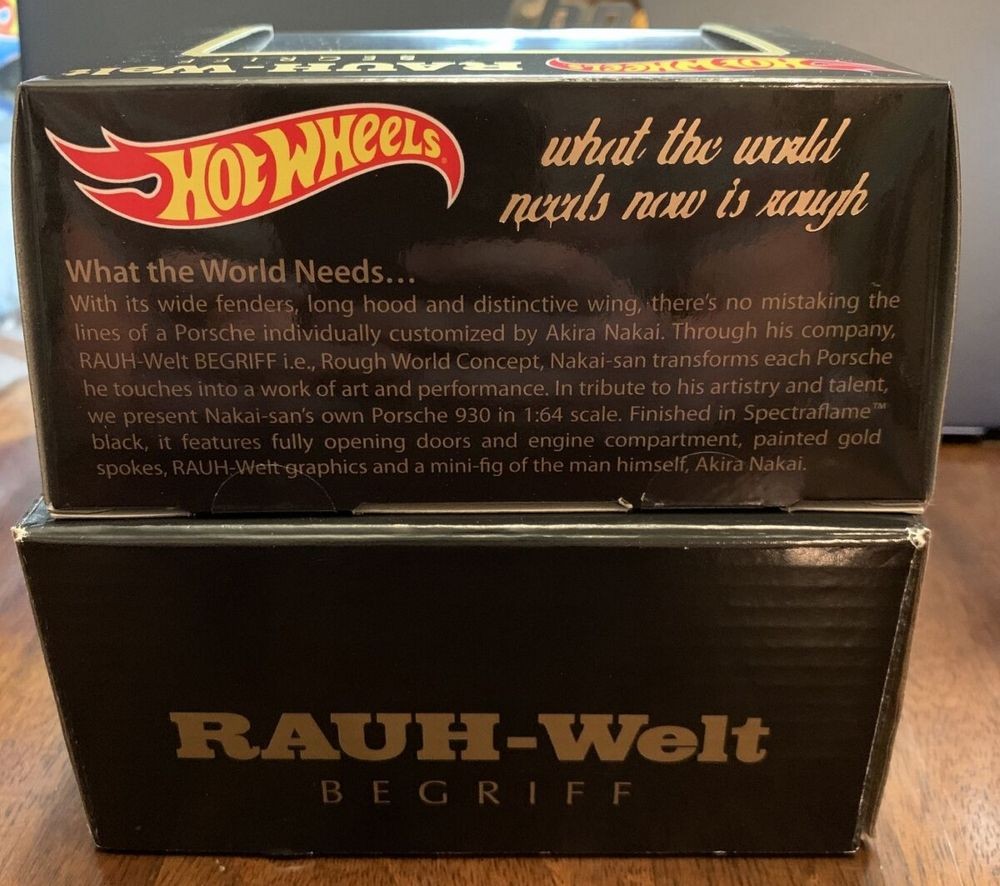 RAUH-Welt
BEGRIFF
Hot Wheels
Hot Wheels
what the world
needs now is rough
What the World Needs...
With its wide fenders, long hood and distinctive wing, there's no mistaking the
lines of a Porsche individually customized by Akira Nakai. Through his company,
RAUH-Welt BEGRIFF i.e., Rough World Concept, Nakai-san transforms each Porsche
he touches into a work of art and performance. In tribute to his artistry and talent,
we present Nakai-san's own Porsche 930 in 1:64 scale. Finished in Spectraflame™
black, it features fully opening doors and engine compartment, painted gold
spokes, RAUH-Welt graphics and a mini-fig of the man himself, Akira Nakai.
RAUH-Welt
BEGRIFF